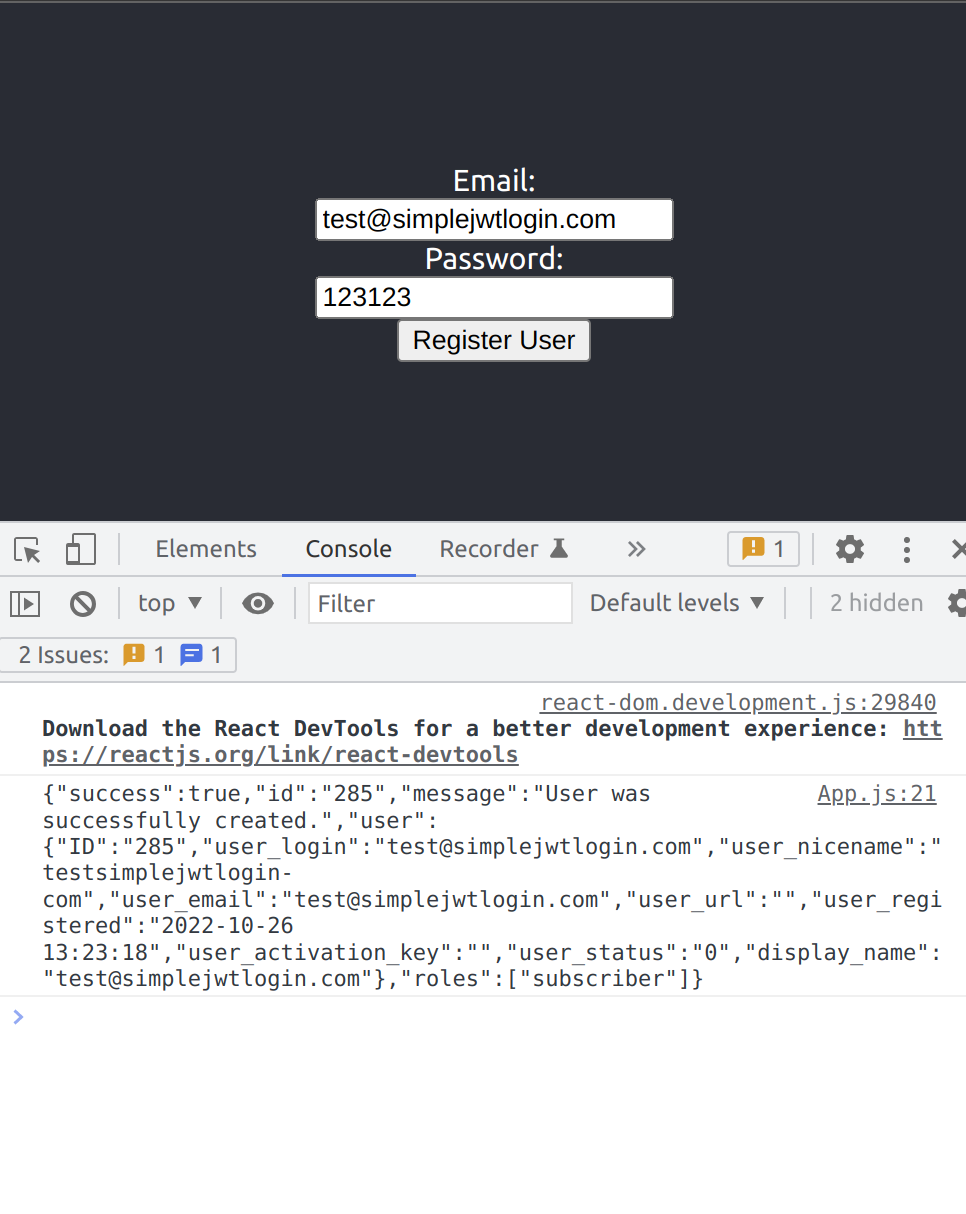 Email:
test@simplejwtlogin.com
Password:
123123
Register User
Elements Console Recorder 1
top Filter Default levels 2 hidden
2 Issues: 1 1
react-dom.development.js:29840
Download the React DevTools for a better development experience: htt
ps://reactjs.org/link/react-devtools
{"success":true,"id":"285","message":"User was App.js:21
successfully created.","user":
{"ID":"285","user_login":"test@simplejwtlogin.com","user_nicename":"
testsimplejwtlogin-
com","user_email":"test@simplejwtlogin.com","user_url":"","user_regi
stered":"2022-10-26
13:23:18","user_activation_key":"","user_status":"0","display_name":
"test@simplejwtlogin.com"},"roles":["subscriber"]}